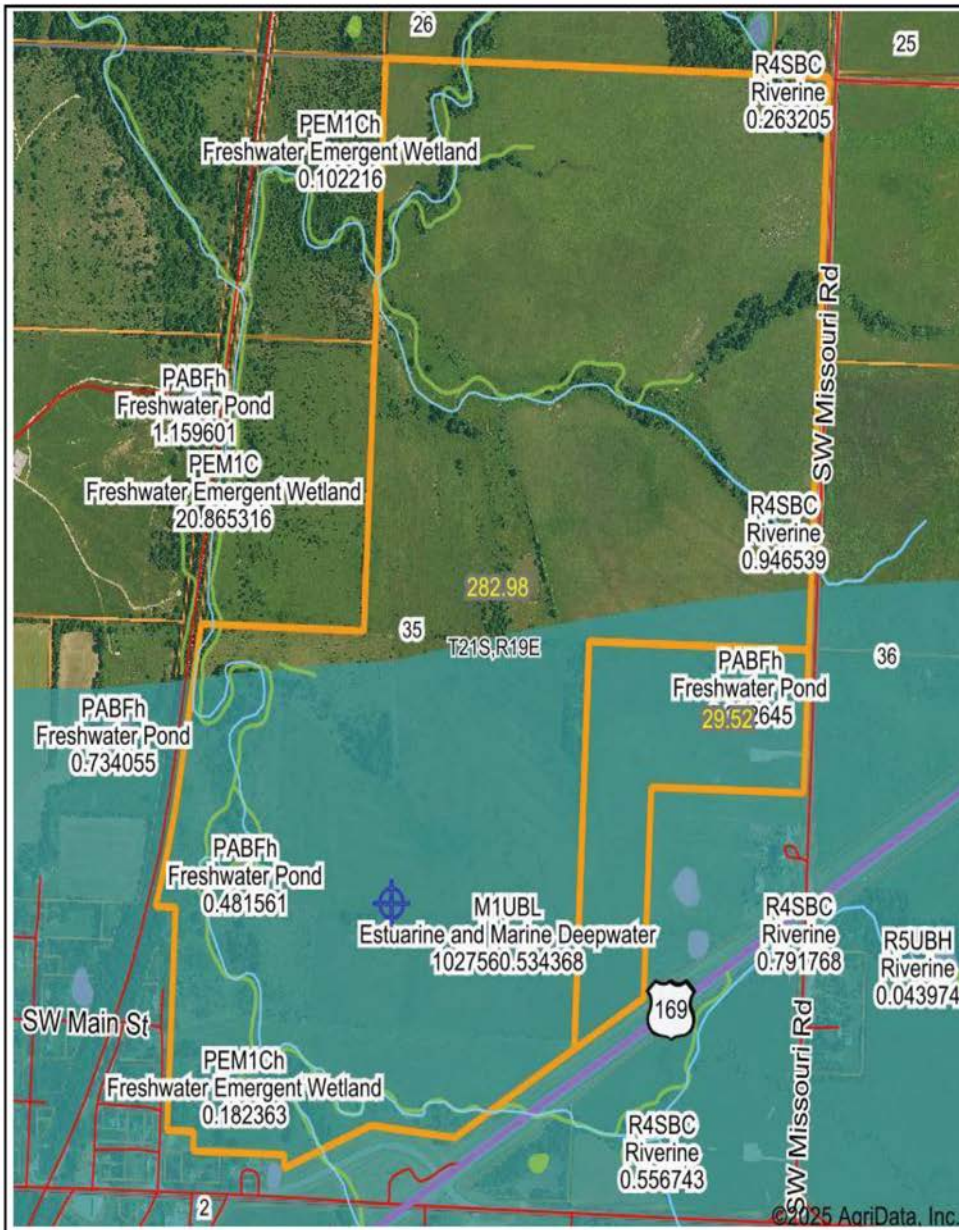 26
25
R4SBC
Riverine
0.263205
PEM1Ch
Freshwater Emergent Wetland
0.102216
SW Missouri Rd
PABFh
Freshwater Pond
1.159601
PEM1C
Freshwater Emergent Wetland
20.865316
R4SBC
Riverine
0.946539
282.98
35
T21S,R19E
36
PABFh
Freshwater Pond
29.52
2645
PABFh
Freshwater Pond
0.734055
PABFh
Freshwater Pond
0.481561
M1UBL
Estuarine and Marine Deepwater
1027560.534368
R4SBC
Riverine
0.791768
R5UBH
Riverine
0.043974
169
SW Main St
SW Missouri Rd
PEM1Ch
Freshwater Emergent Wetland
0.182363
R4SBC
Riverine
0.556743
2
©2025 AgriData, Inc.